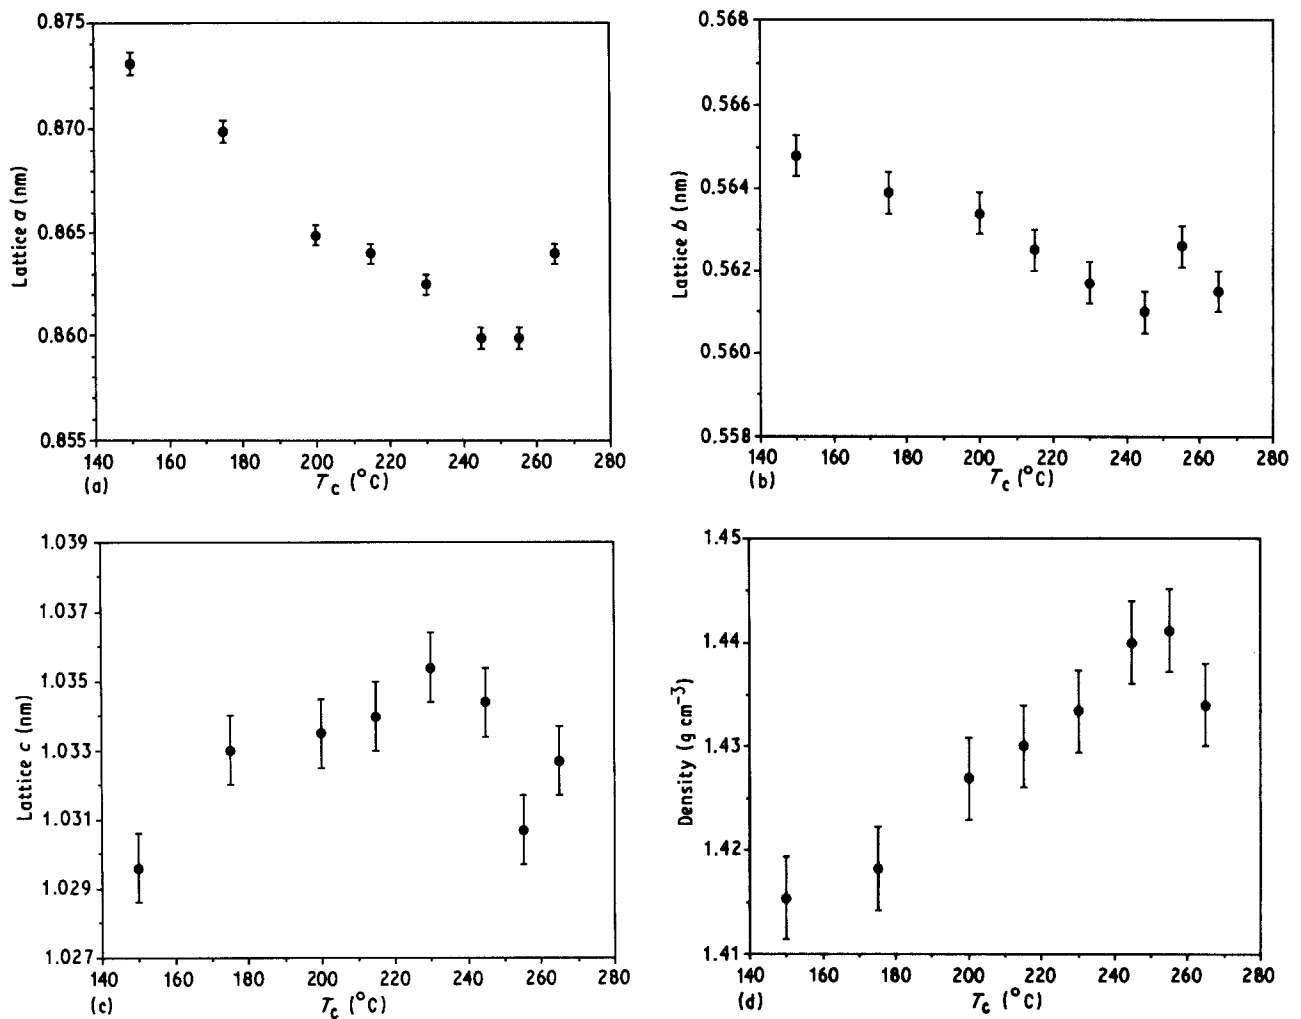 0.875
0.870
0.865
0.860
0.855
Lattice a (nm)
140 160 180 200 220 240 260 280
(a) Tc (°C)
0.568
0.566
0.564
0.562
0.560
0.558
Lattice b (nm)
140 160 180 200 220 240 260 280
(b) Tc (°C)
1.039
1.037
1.035
1.033
1.031
1.029
1.027
Lattice c (nm)
140 160 180 200 220 240 260 280
(c) Tc (°C)
1.45
1.44
1.43
1.42
1.41
Density (g cm⁻³)
140 160 180 200 220 240 260 280
(d) Tc (°C)